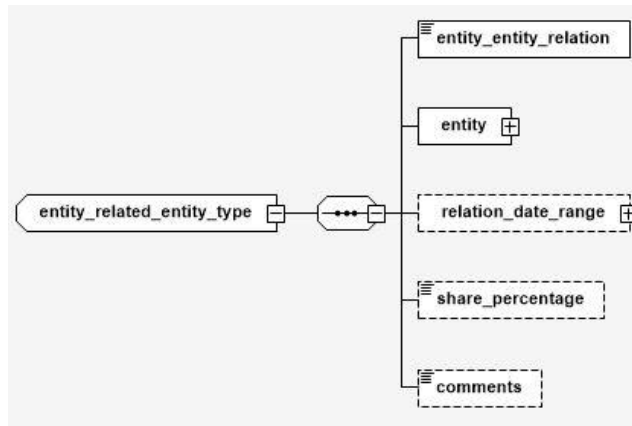 entity_entity_relation
entity
entity_related_entity_type
relation_date_range
share_percentage
comments